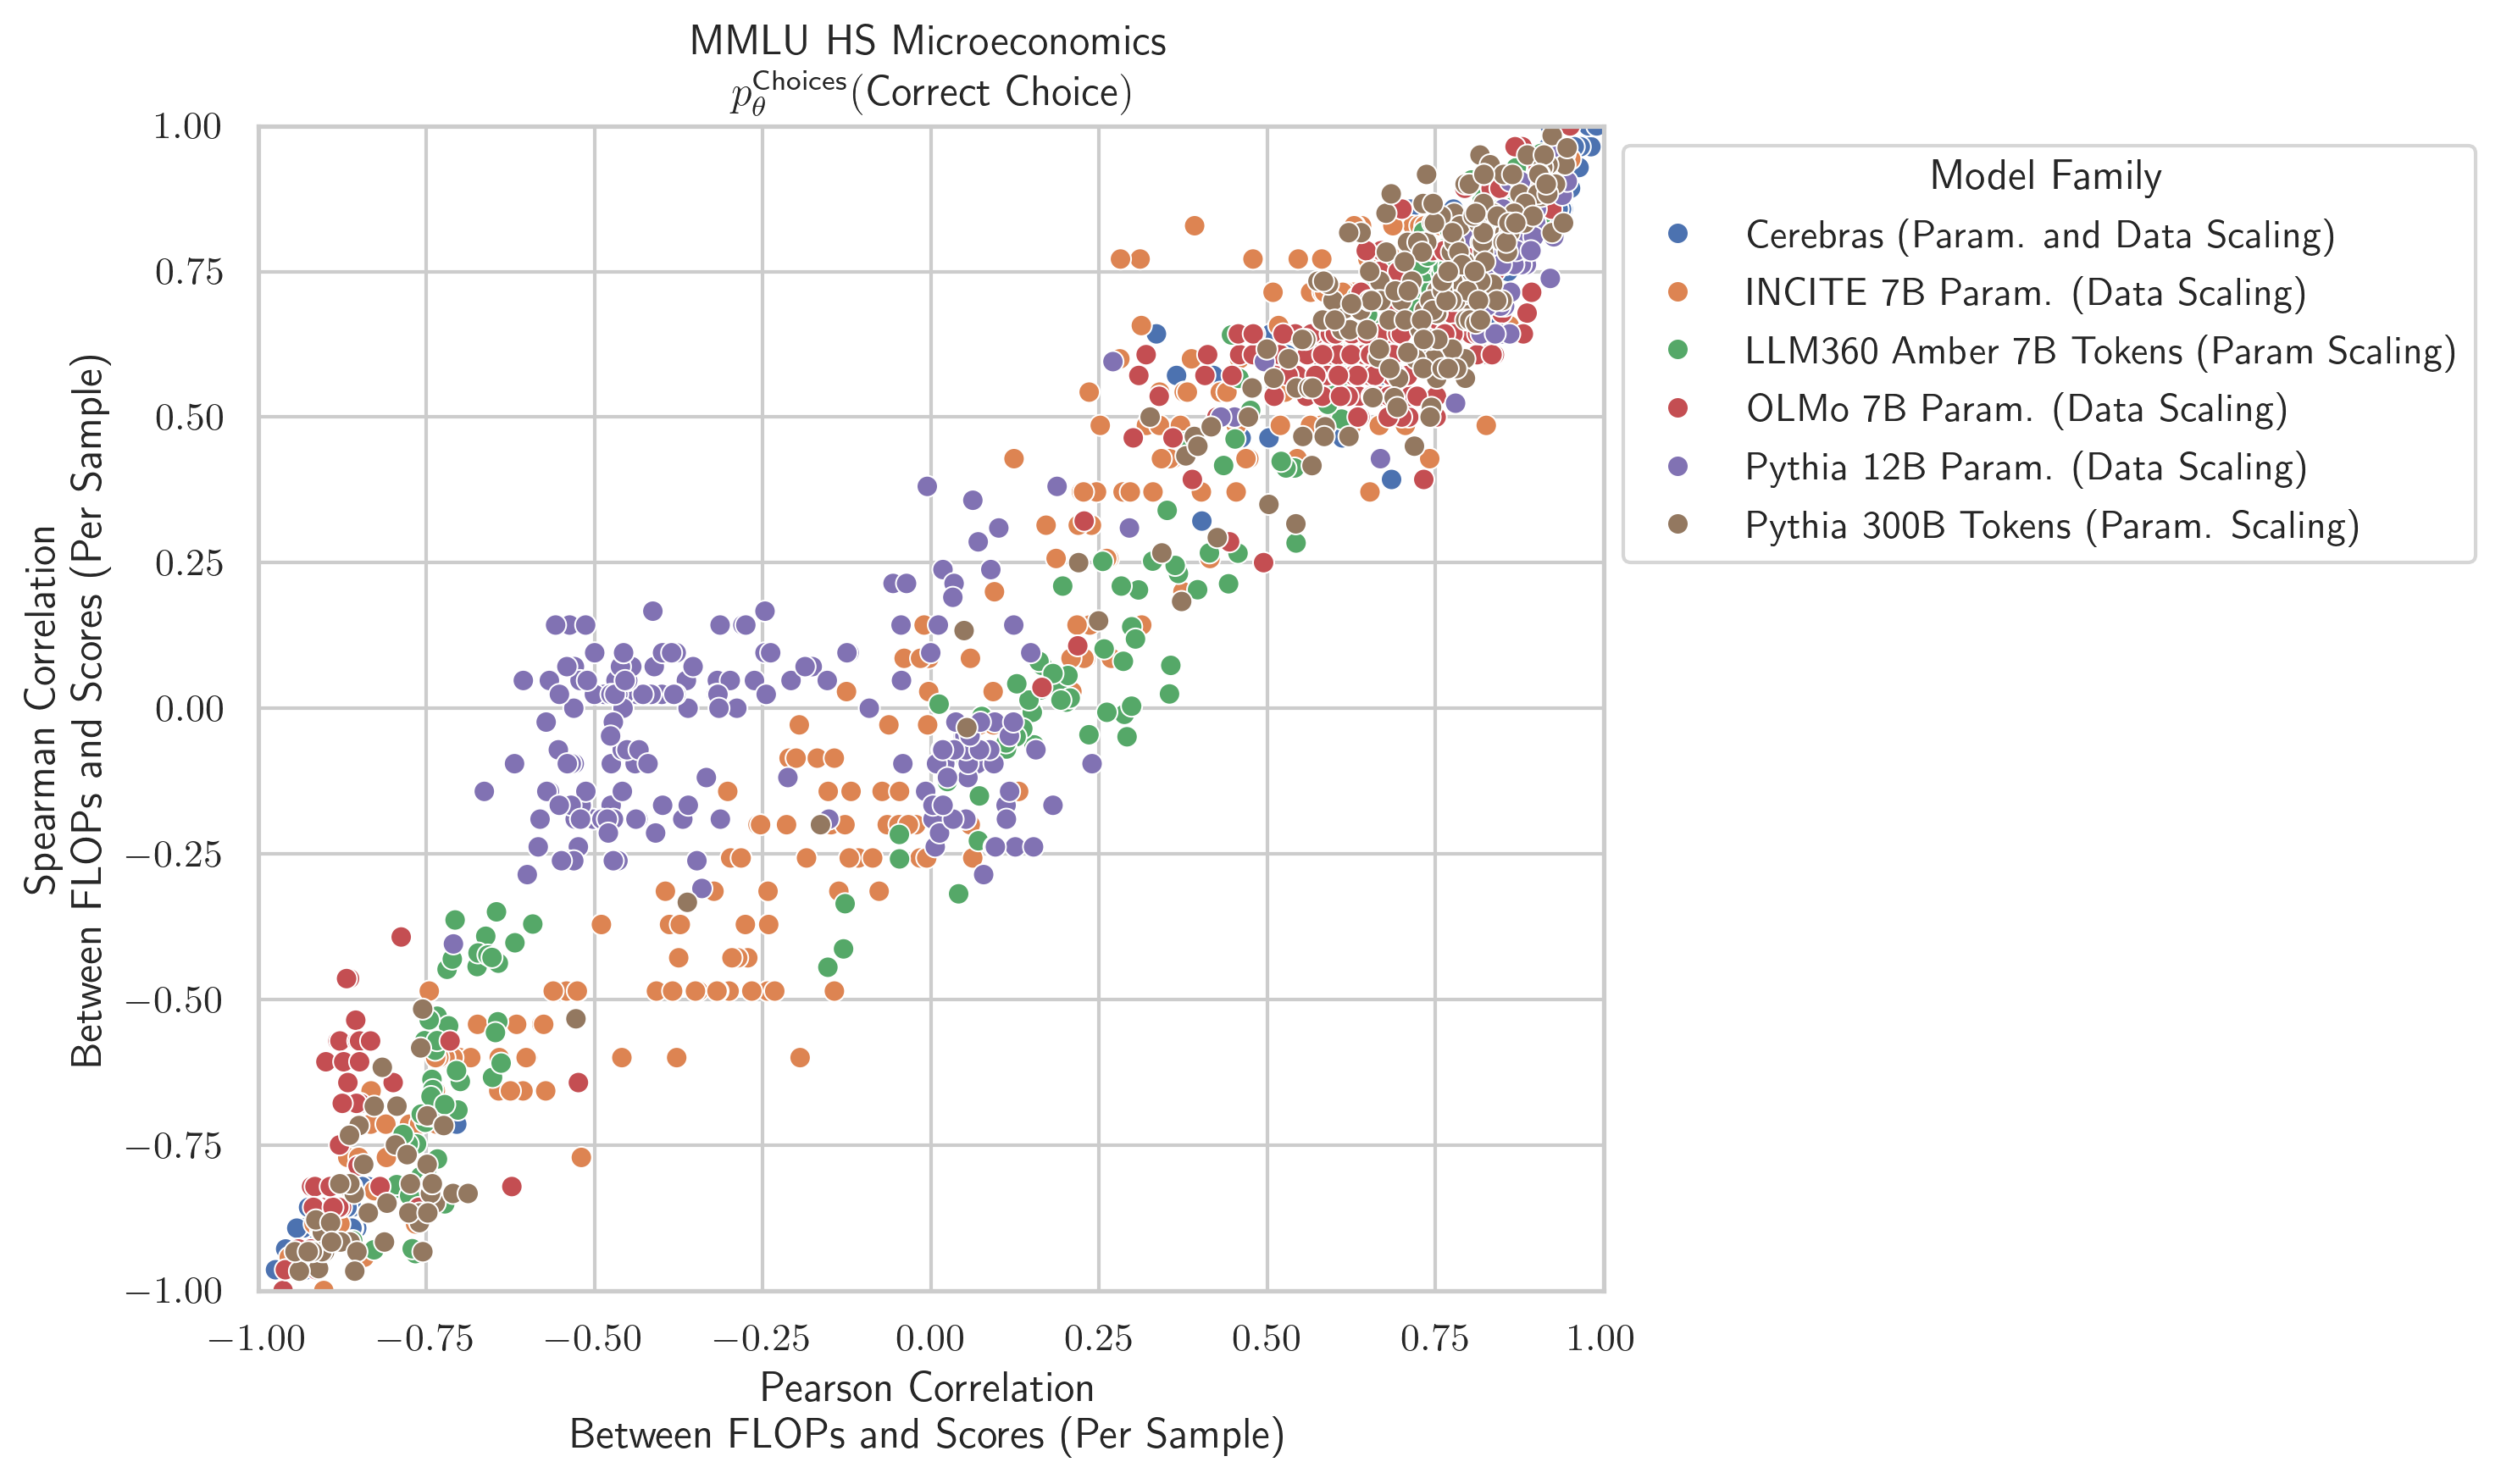 MMLU HS Microeconomics
p_θ^Choices(Correct Choice)
1.00
0.75
0.50
0.25
0.00
−0.25
−0.50
−0.75
−1.00
Spearman Correlation
Between FLOPs and Scores (Per Sample)
−1.00
−0.75
−0.50
−0.25
0.00
0.25
0.50
0.75
1.00
Pearson Correlation
Between FLOPs and Scores (Per Sample)
Model Family
Cerebras (Param. and Data Scaling)
INCITE 7B Param. (Data Scaling)
LLM360 Amber 7B Tokens (Param Scaling)
OLMo 7B Param. (Data Scaling)
Pythia 12B Param. (Data Scaling)
Pythia 300B Tokens (Param. Scaling)